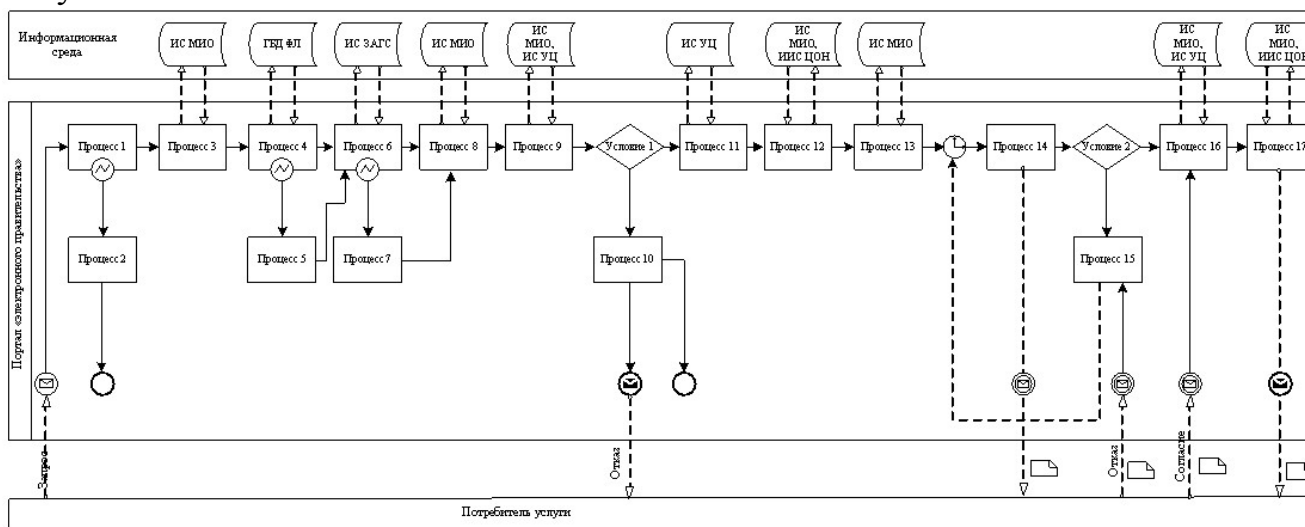 Информационная
среда
ИС МИО
ГБД ФЛ
ИС ЗАГС
ИС МИО
ИС
МИО,
ИС УЦ
ИС УЦ
ИС
МИО,
ИИС ЦОН
ИС МИО
ИС
МИО,
ИС УЦ
ИС
МИО,
ИИС ЦОН
Портал «электронного правительства»
Процесс 1
Процесс 3
Процесс 4
Процесс 6
Процесс 8
Процесс 9
Условие 1
Процесс 11
Процесс 12
Процесс 13
Процесс 14
Условие 2
Процесс 16
Процесс 17
Процесс 2
Процесс 5
Процесс 7
Процесс 10
Процесс 15
Запрос
Отказ
Отказ
Согласие
Потребитель услуги